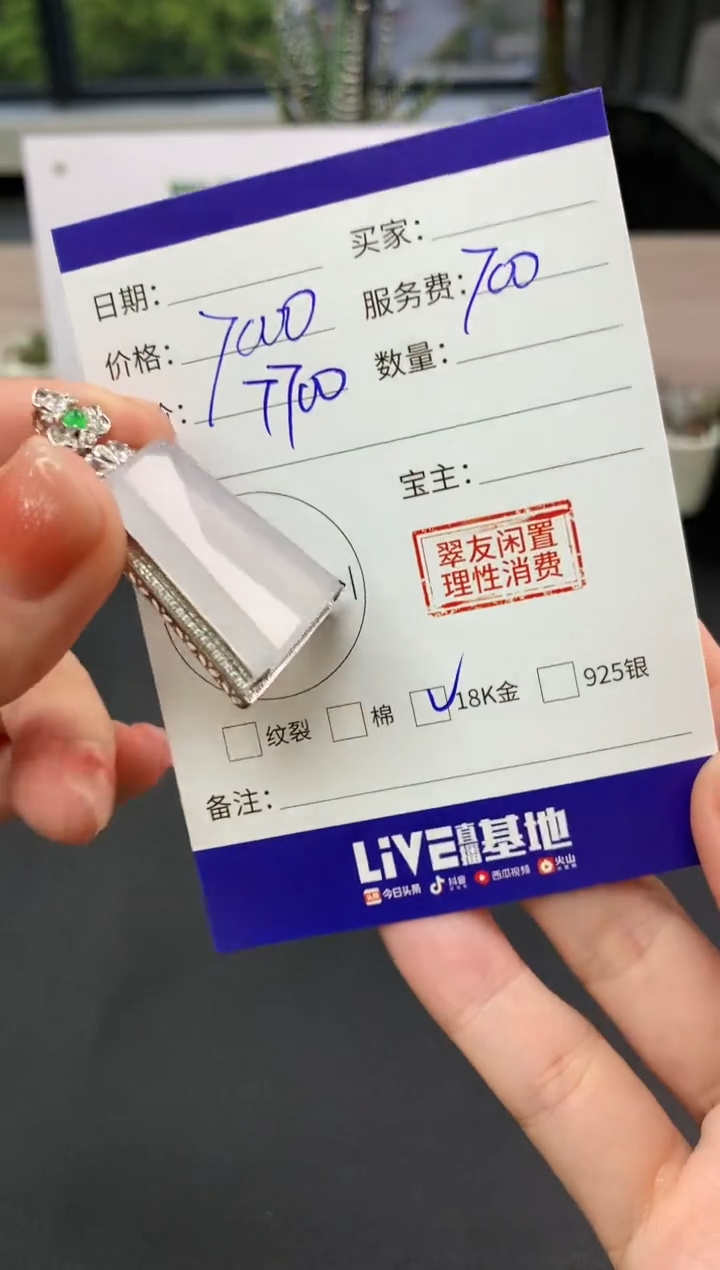 买家：
日期：
服务费：700
价格：7000
数量：
价：7700
宝主：
翠友闲置
理性消费
纹裂 棉 18K金 925银
备注：
LiVE直播基地
今日头条 抖音 西瓜视频 火山